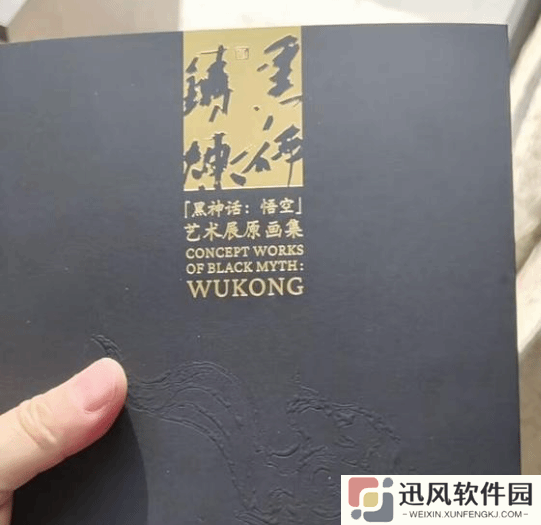 「黑神话：悟空」
艺术展原画集
CONCEPT WORKS
OF BLACK MYTH:
WUKONG
迅风软件园
WEIXIN.XUNFENGKJ.COM